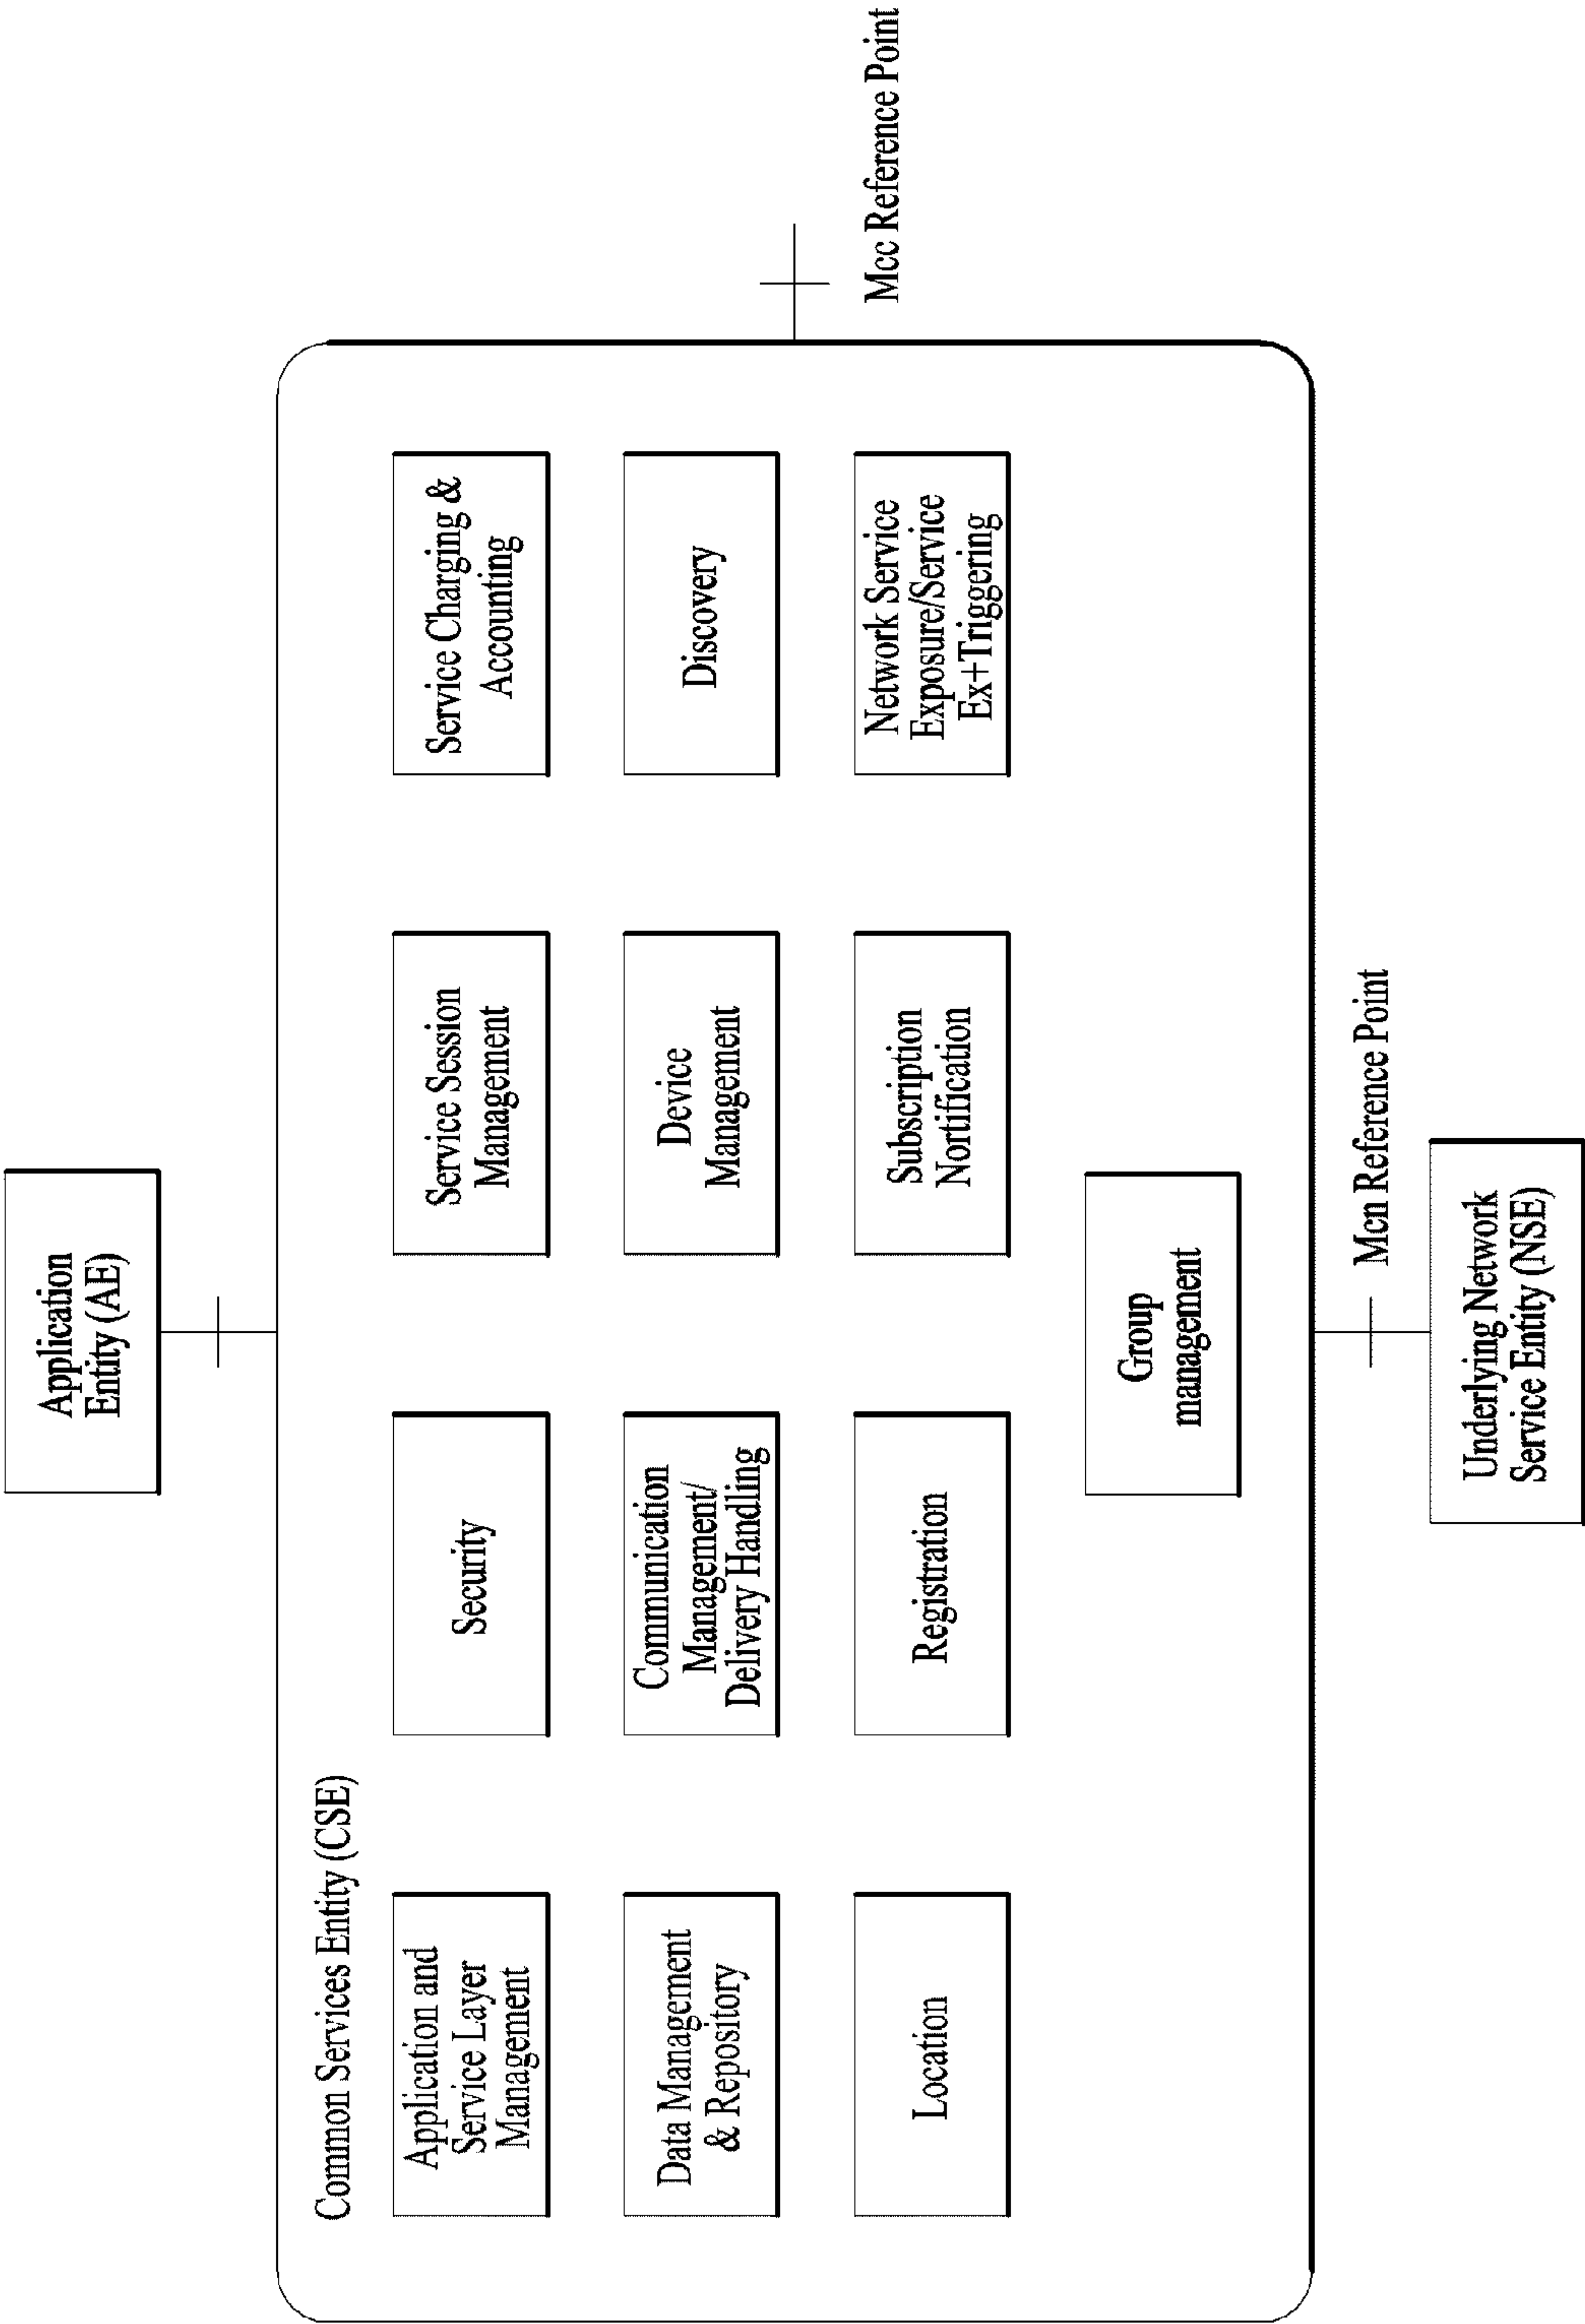 Application
Entity (AE)
Common Services Entity (CSE)
Application and
Service Layer
Management
Security
Service Session
Management
Service Charging &
Accounting
Data Management
& Repository
Communication
Management/
Delivery Handling
Device
Management
Discovery
Location
Registration
Subscription
Nortification
Network Service
Exposure/Service
Ex+Triggering
Group
management
Mcc Reference Point
Mcn Reference Point
Underlying Network
Service Entity (NSE)